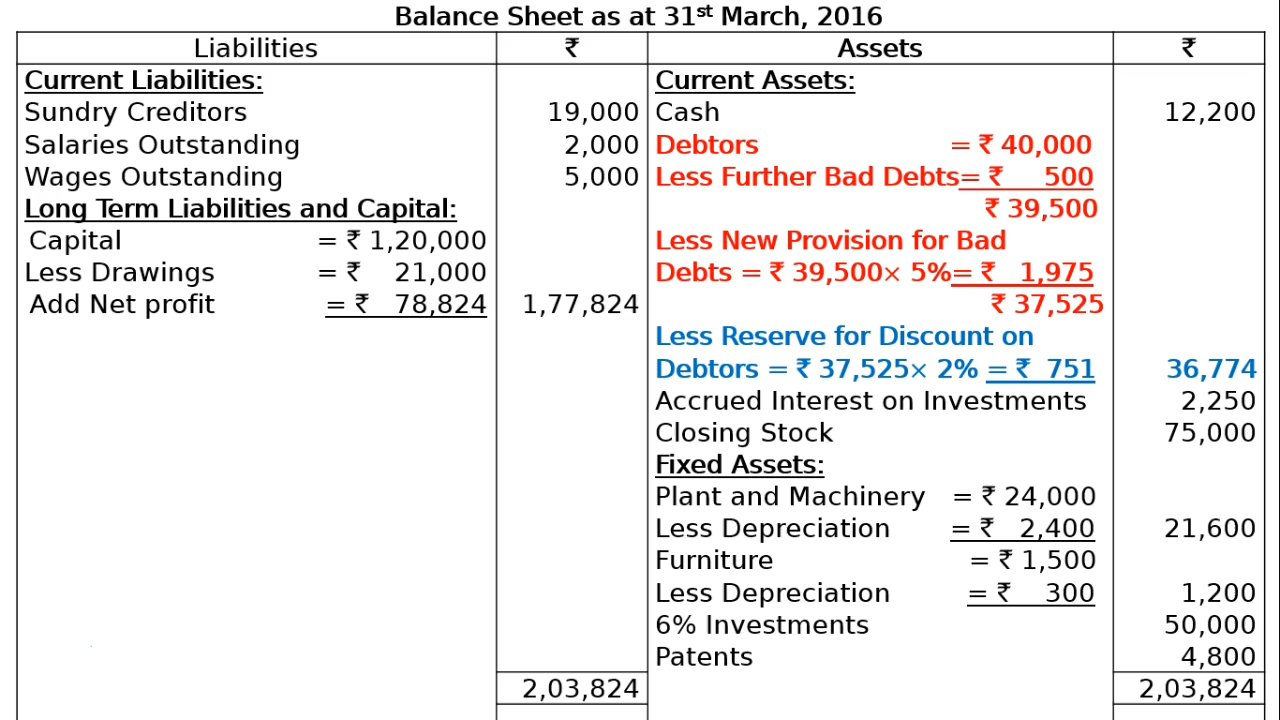 Balance Sheet as at 31st March, 2016
Liabilities ₹ Assets ₹
Current Liabilities: Current Assets:
Sundry Creditors 19,000 Cash 12,200
Salaries Outstanding 2,000 Debtors = ₹ 40,000
Wages Outstanding 5,000 Less Further Bad Debts= ₹ 500
Long Term Liabilities and Capital: ₹ 39,500
Capital = ₹ 1,20,000 Less New Provision for Bad
Less Drawings = ₹ 21,000 Debts = ₹ 39,500× 5%= ₹ 1,975
Add Net profit = ₹ 78,824 1,77,824 ₹ 37,525
Less Reserve for Discount on
Debtors = ₹ 37,525× 2% = ₹ 751 36,774
Accrued Interest on Investments 2,250
Closing Stock 75,000
Fixed Assets:
Plant and Machinery = ₹ 24,000
Less Depreciation = ₹ 2,400 21,600
Furniture = ₹ 1,500
Less Depreciation = ₹ 300 1,200
6% Investments 50,000
Patents 4,800
2,03,824 2,03,824